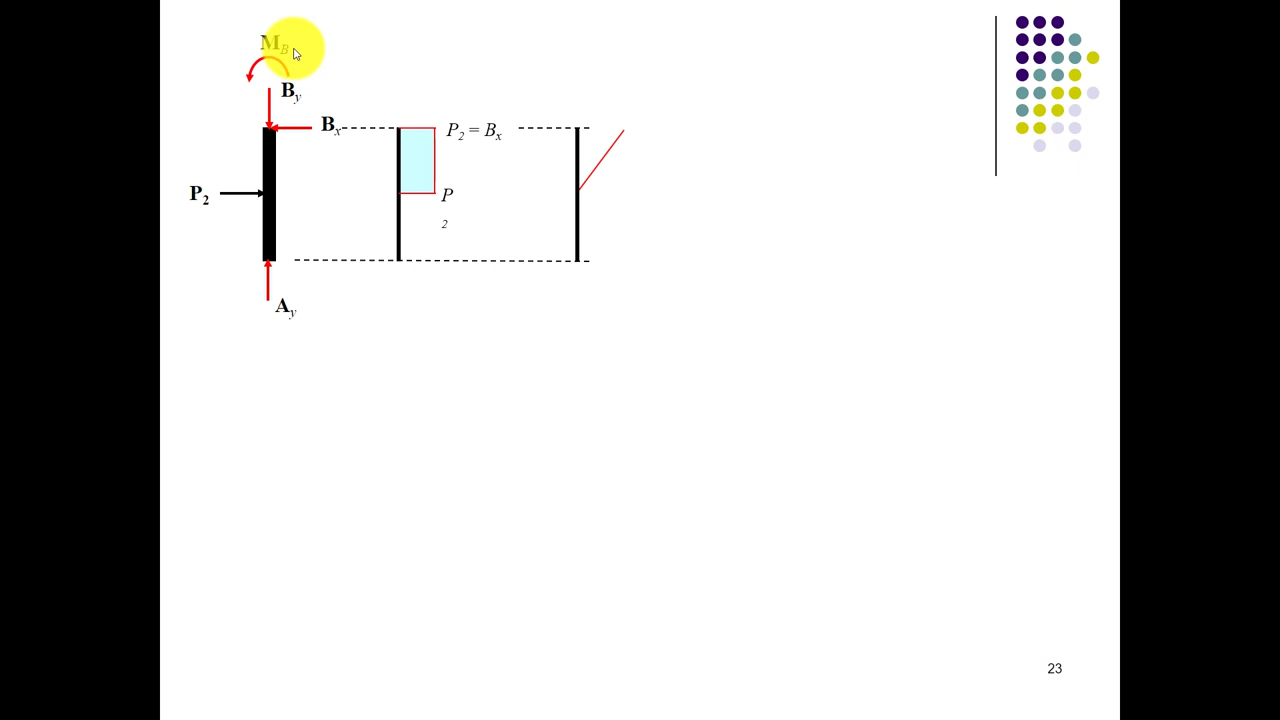 M_B
B_y
B_x
P_2 = B_x
P_2
P
2
A_y
23